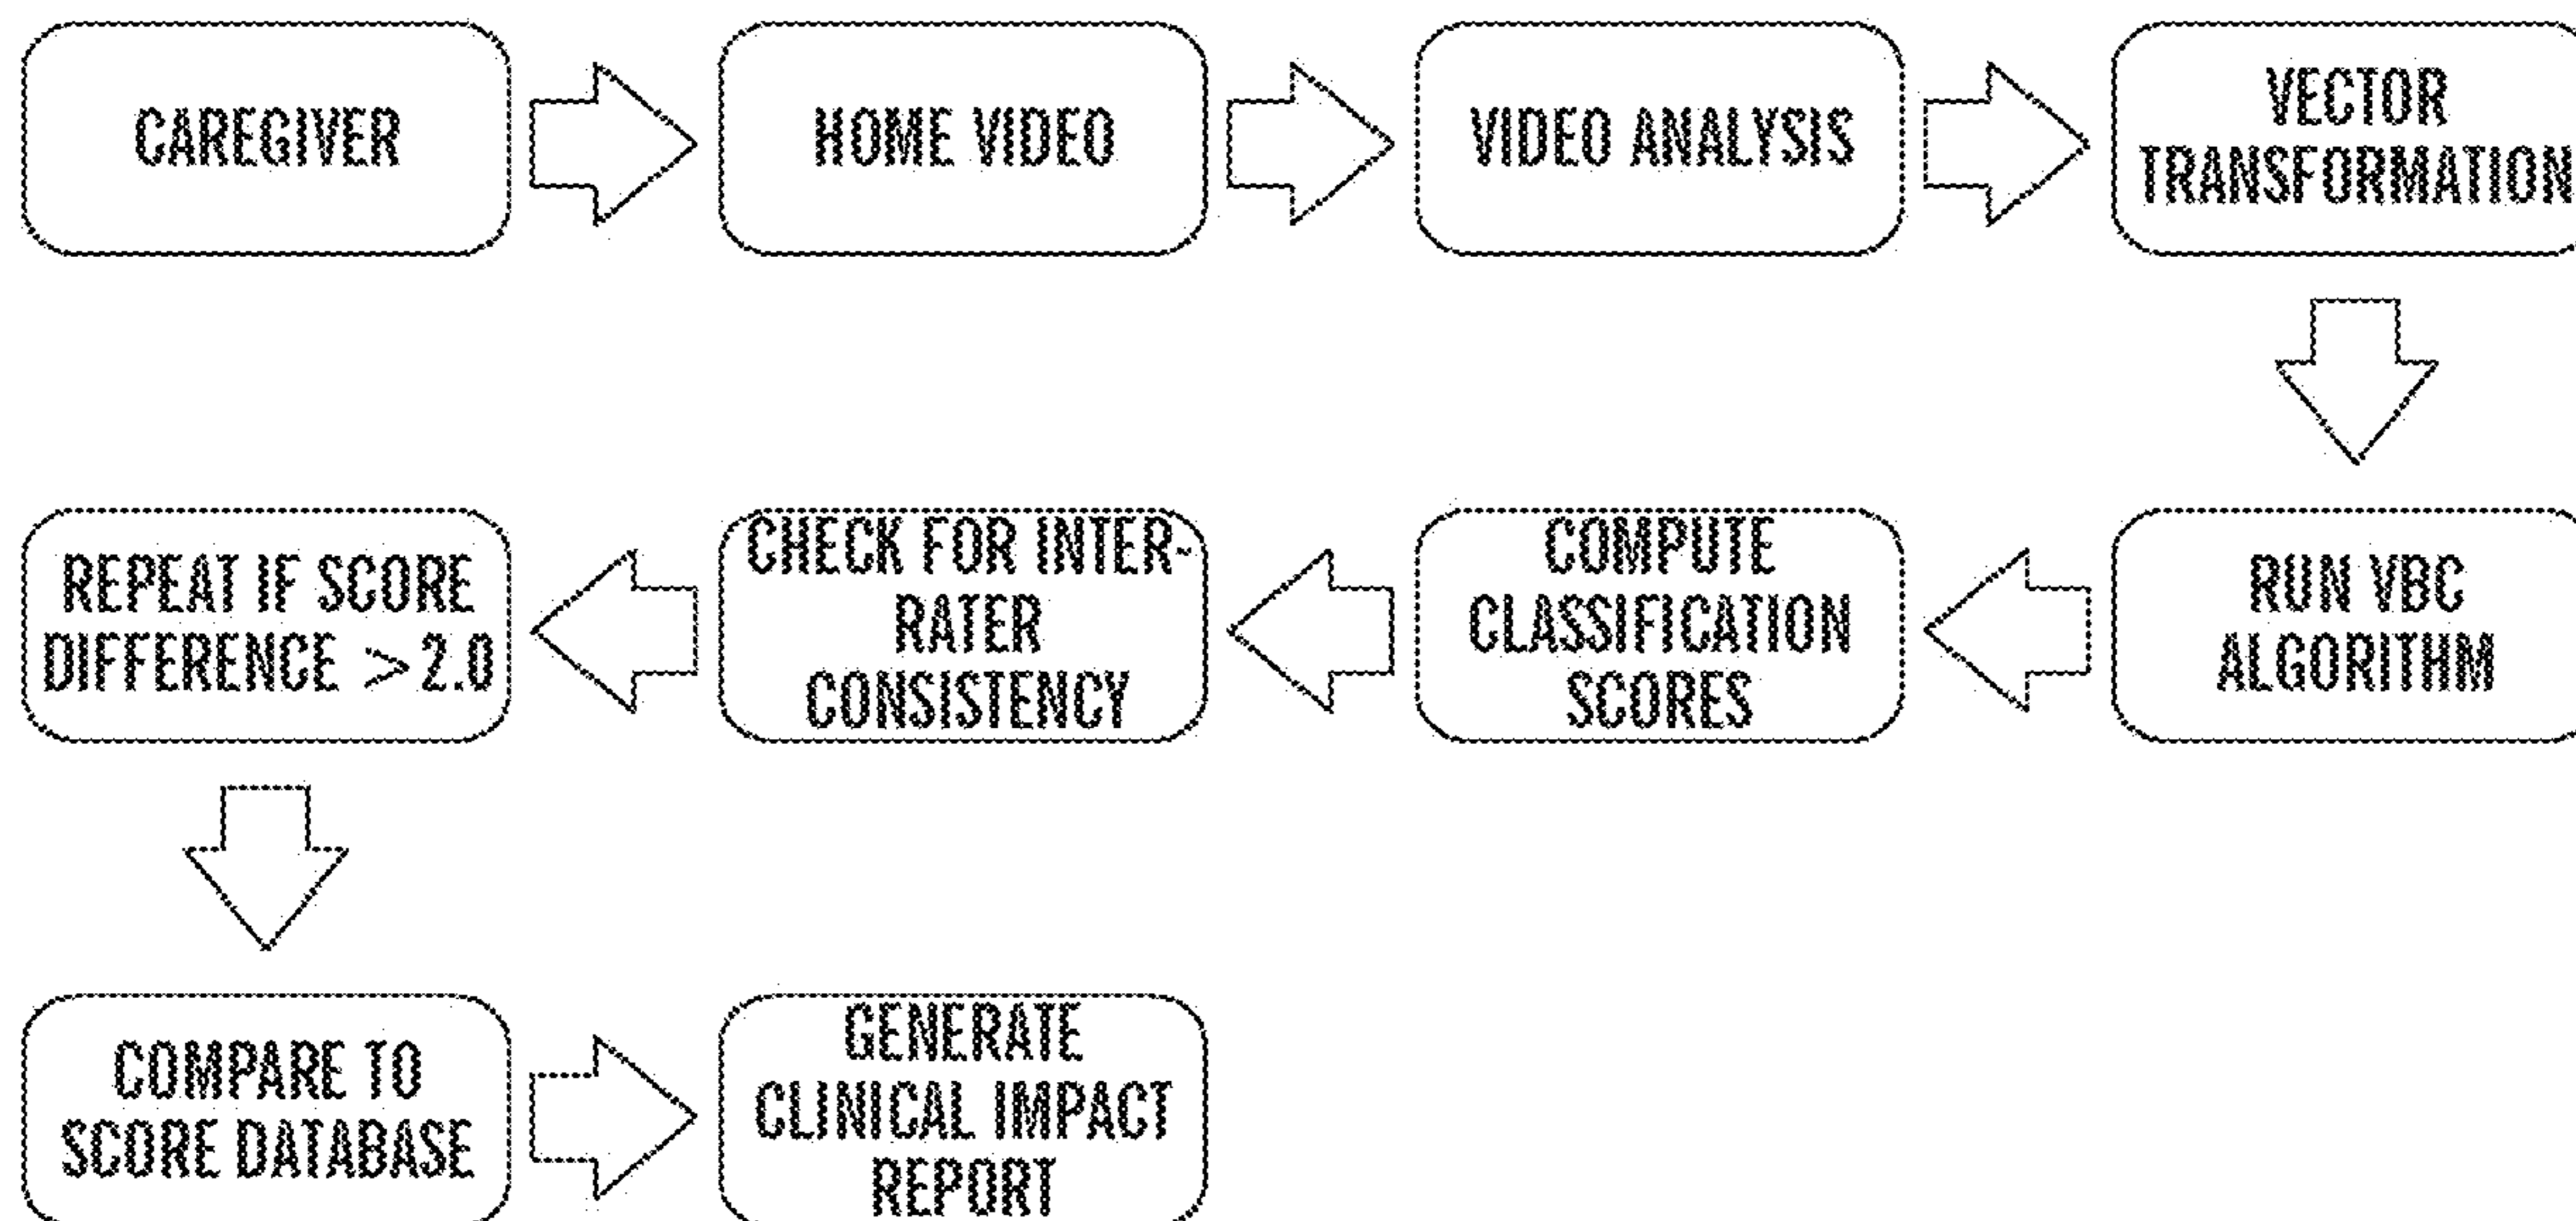 CAREGIVER
HOME VIDEO
VIDEO ANALYSIS
VECTOR
TRANSFORMATION
RUN VBC
ALGORITHM
COMPUTE
CLASSIFICATION
SCORES
CHECK FOR INTER-
RATER
CONSISTENCY
REPEAT IF SCORE
DIFFERENCE > 2.0
COMPARE TO
SCORE DATABASE
GENERATE
CLINICAL IMPACT
REPORT